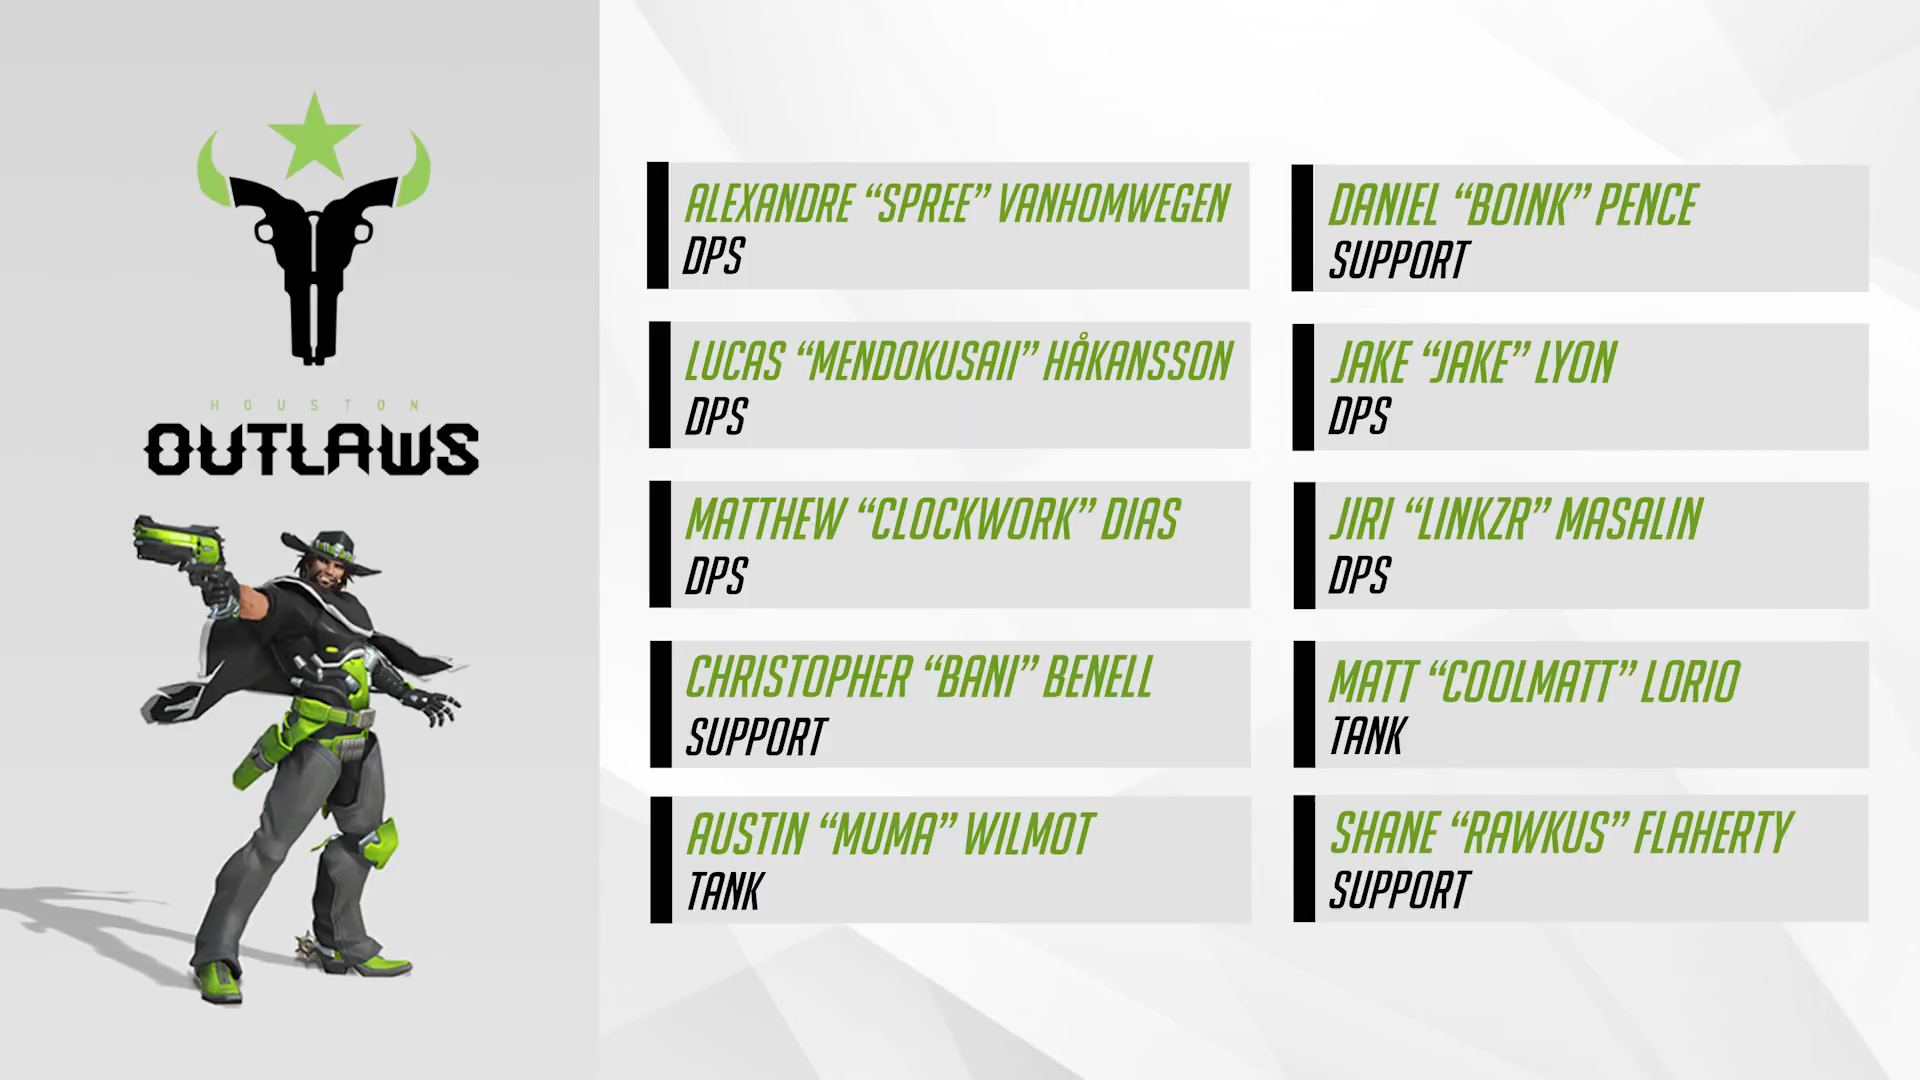 HOUSTON
OUTLAWS
ALEXANDRE “SPREE” VANHOMWEGEN
DPS
LUCAS “MENDOKUSAII” HÅKANSSON
DPS
MATTHEW “CLOCKWORK” DIAS
DPS
CHRISTOPHER “BANI” BENELL
SUPPORT
AUSTIN “MUMA” WILMOT
TANK
DANIEL “BOINK” PENCE
SUPPORT
JAKE “JAKE” LYON
DPS
JIRI “LINKZR” MASALIN
DPS
MATT “COOLMATT” LORIO
TANK
SHANE “RAWKUS” FLAHERTY
SUPPORT